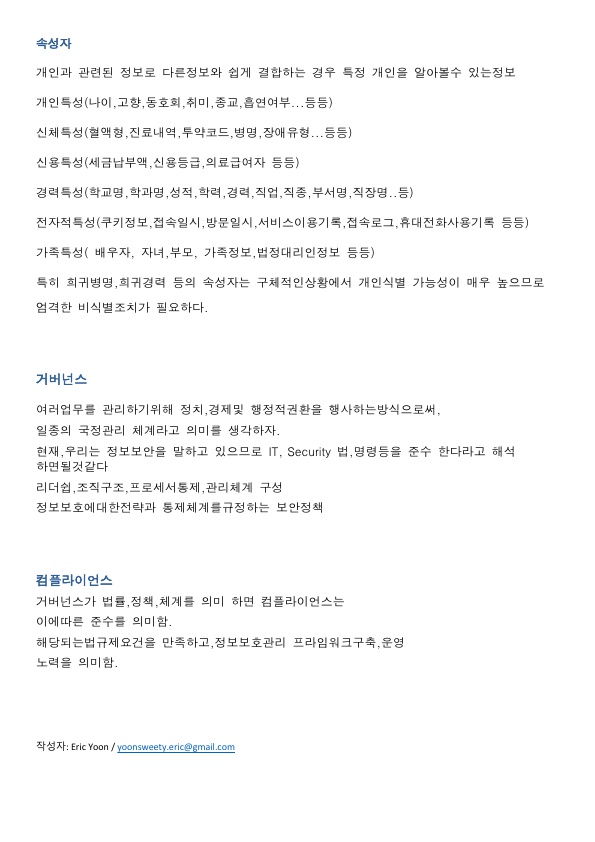 속성자
개인과 관련된 정보로 다른정보와 쉽게 결합하는 경우 특정 개인을 알아볼수 있는정보
개인특성(나이,고향,동호회,취미,종교,흡연여부...등등)
신체특성(혈액형,진료내역,투약코드,병명,장애유형...등등)
신용특성(세금납부액,신용등급,의료급여자 등등)
경력특성(학교명,학과명,성적,학력,경력,직업,직종,부서명,직장명..등)
전자적특성(쿠키정보,접속일시,방문일시,서비스이용기록,접속로그,휴대전화사용기록 등등)
가족특성( 배우자, 자녀,부모, 가족정보,법정대리인정보 등등)
특히 희귀병명,희귀경력 등의 속성자는 구체적인상황에서 개인식별 가능성이 매우 높으므로
엄격한 비식별조치가 필요하다.
거버넌스
여러업무를 관리하기위해 정치,경제및 행정적권환을 행사하는방식으로써,
일종의 국정관리 체계라고 의미를 생각하자.
현재,우리는 정보보안을 말하고 있으므로 IT, Security 법,명령등을 준수 한다라고 해석
하면될것같다
리더쉽,조직구조,프로세서통제,관리체계 구성
정보보호에대한전략과 통제체계를규정하는 보안정책
컴플라이언스
거버넌스가 법률,정책,체계를 의미 하면 컴플라이언스는
이에따른 준수를 의미함.
해당되는법규제요건을 만족하고,정보보호관리 프라임워크구축,운영
노력을 의미함.
작성자: Eric Yoon / yoonsweety.eric@gmail.com